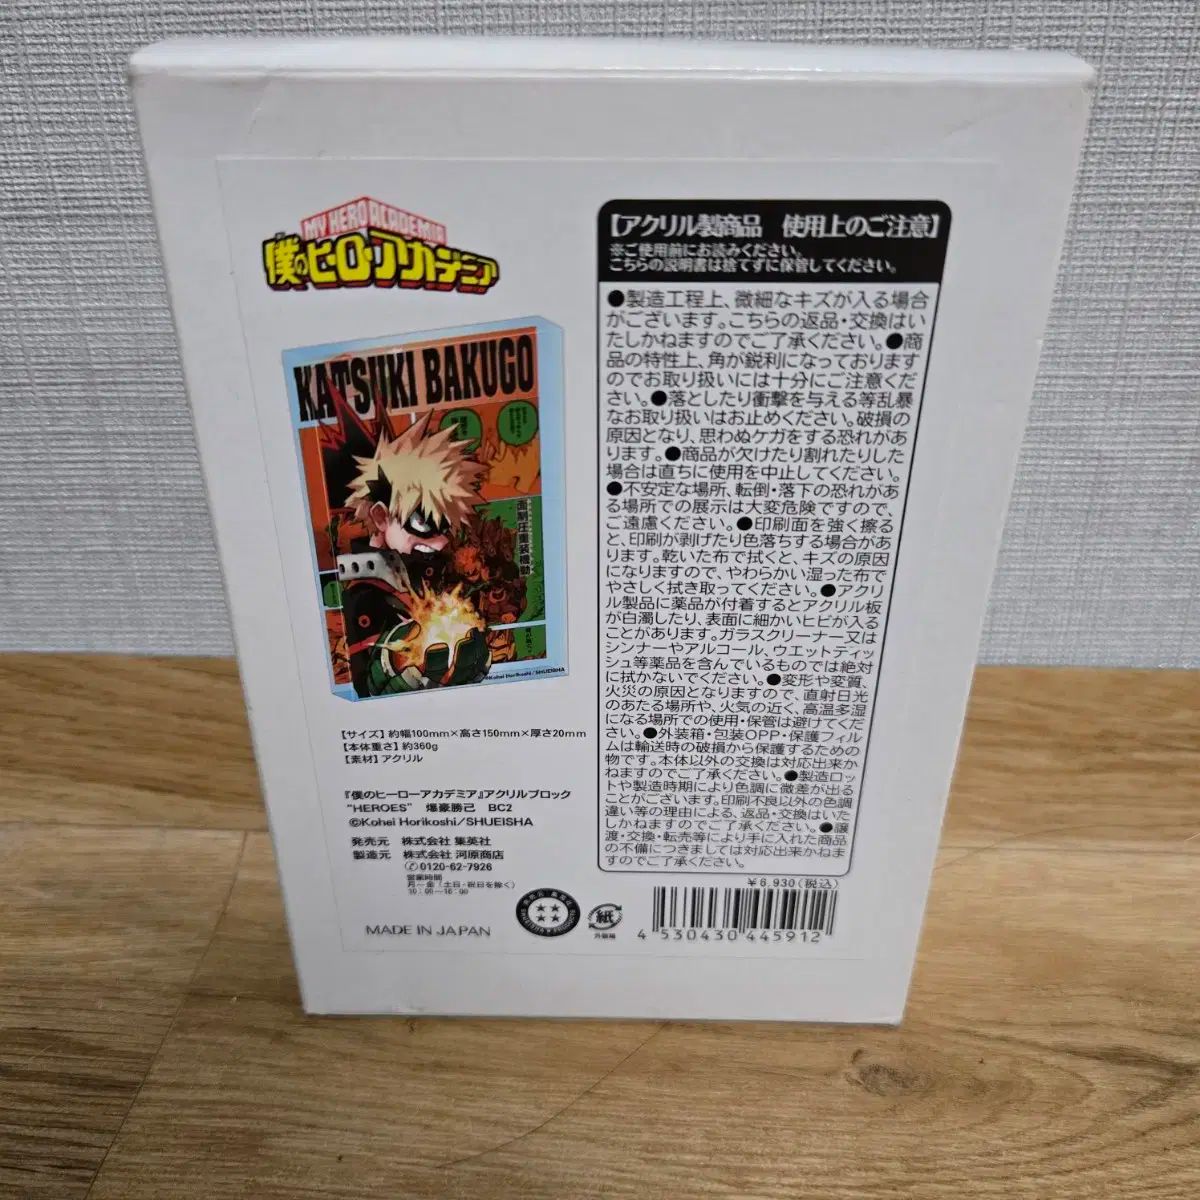 MY HERO ACADEMIA
僕のヒーローアカデミア
KATSUKI BAKUGO
面制圧重装機動
©Kohei Horikoshi/SHUEISHA
【サイズ】約幅100mm×高さ150mm×厚さ20mm
【本体重さ】約360g
【素材】アクリル
『僕のヒーローアカデミア』アクリルブロック
"HEROES" 爆豪勝己 BC2
©Kohei Horikoshi/SHUEISHA
発売元 株式会社 集英社
製造元 株式会社 河原商店
0120-62-7926
営業時間
月〜金(土日・祝日を除く)
10:00〜16:00
MADE IN JAPAN
【アクリル製商品 使用上のご注意】
※ご使用前にお読みください。
こちらの説明書は捨てずに保管してください。
●製造工程上、微細なキズが入る場合
がございます。こちらの返品・交換はい
たしかねますのでご了承ください。●商
品の特性上、角が鋭利になっております
のでお取り扱いには十分にご注意くだ
さい。●落としたり衝撃を与える等乱暴
なお取り扱いはお止めください。破損の
原因となり、思わぬケガをする恐れがあ
ります。●商品が欠けたり割れたりした
場合は直ちに使用を中止してください。
●不安定な場所、転倒・落下の恐れがあ
る場所での展示は大変危険ですので、
ご遠慮ください。●印刷面を強く擦る
と、印刷が剥げたり色落ちする場合があ
ります。乾いた布で拭くと、キズの原因
になりますので、やわらかい湿った布で
やさしく拭き取ってください。●アクリ
ル製品に薬品が付着するとアクリル板
が白濁したり、表面に細かいヒビが入る
ことがあります。ガラスクリーナー又は
シンナーやアルコール、ウエットティッ
シュ等薬品を含んでいるものでは絶対
に拭かないでください。●変形や変質、
火災の原因となりますので、直射日光
のあたる場所や、火気の近く、高温多湿
になる場所での使用・保管は避けてくだ
さい。●外装箱・包装OPP・保護フィル
ムは輸送時の破損から保護するための
物です。本体以外の交換は対応出来か
ねますのでご了承ください。●製造ロッ
トや製造時期により色調に微差が出る
ことがございます。印刷不良以外の色調
違い等の理由による、返品・交換はいた
しかねますのでご了承ください。●譲
渡・交換・転売等により手に入れた商品
の不備につきましては対応出来かねま
すのでご了承ください。
¥6,930(税込)
紙
外装箱
4 530430 445912